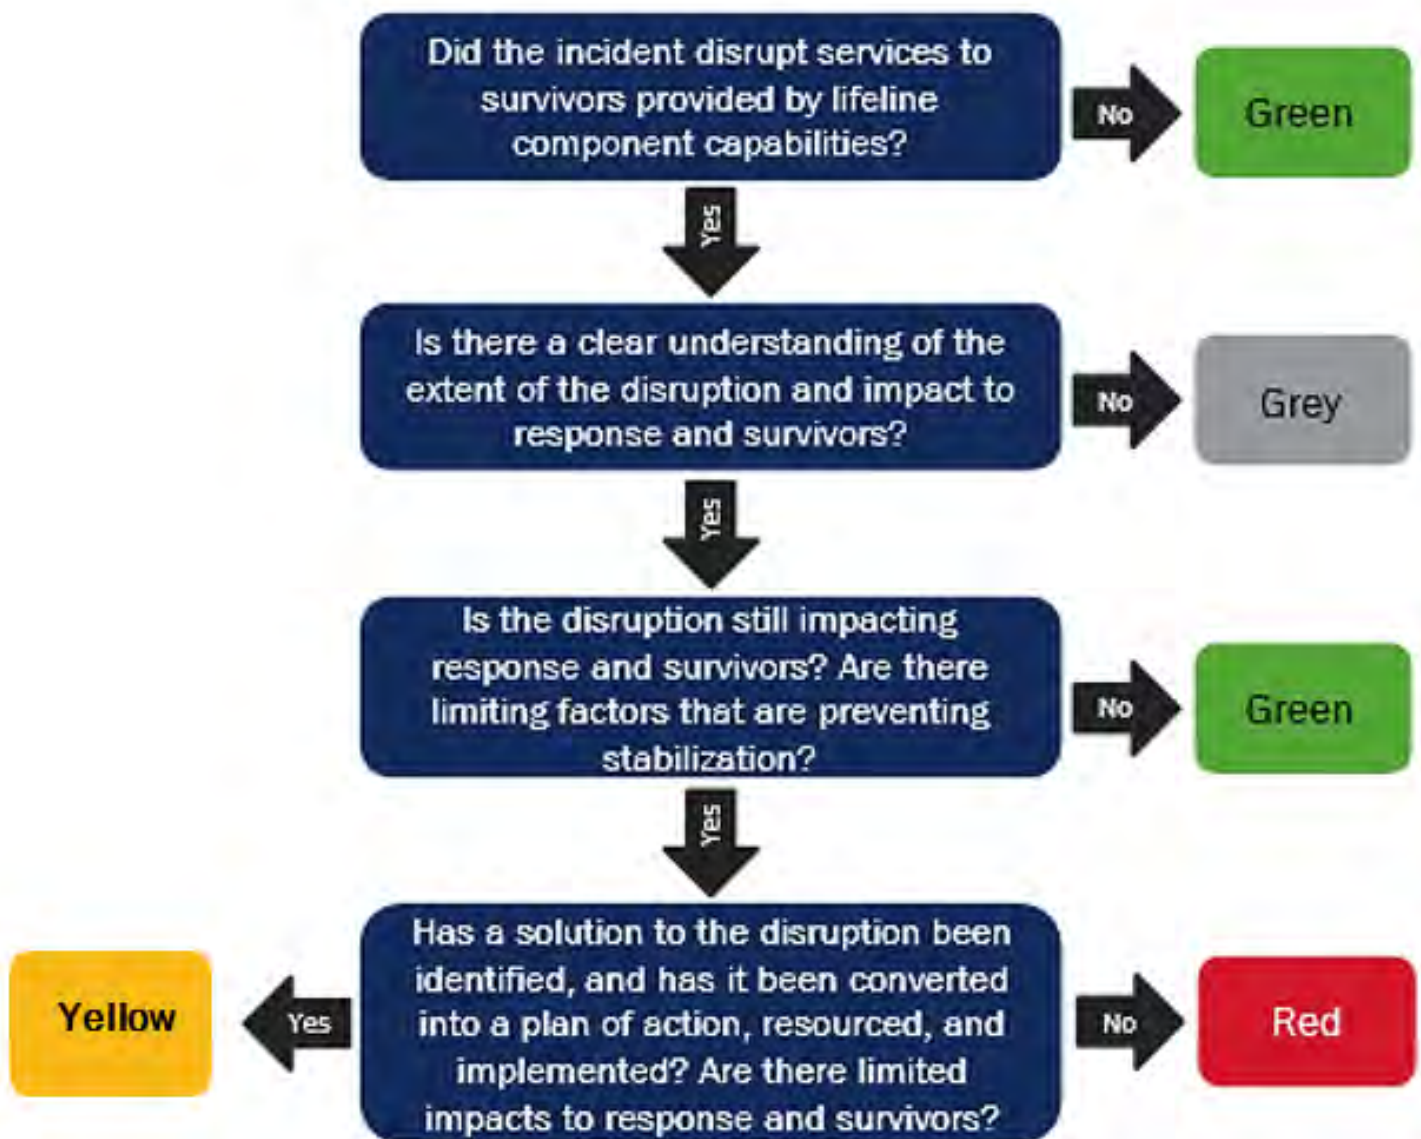 Did the incident disrupt services to
survivors provided by lifeline
component capabilities?
No
Green
Yes
Is there a clear understanding of the
extent of the disruption and impact to
response and survivors?
No
Grey
Yes
Is the disruption still impacting
response and survivors? Are there
limiting factors that are preventing
stabilization?
No
Green
Yes
Has a solution to the disruption been
identified, and has it been converted
into a plan of action, resourced, and
implemented? Are there limited
impacts to response and survivors?
Yes
Yellow
No
Red